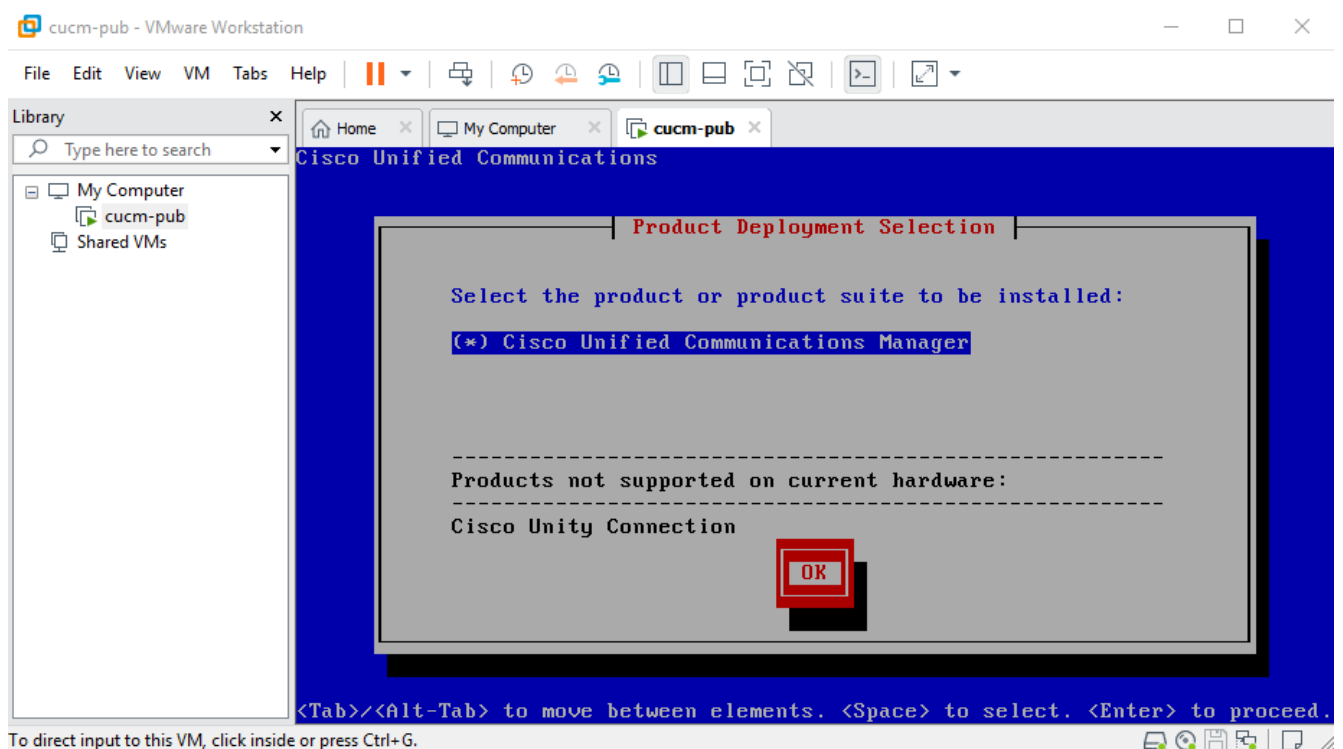 cucm-pub - VMware Workstation
File Edit View VM Tabs Help
Library
Type here to search
My Computer
cucm-pub
Shared VMs
Home
My Computer
cucm-pub
Cisco Unified Communications
Product Deployment Selection
Select the product or product suite to be installed:
(*) Cisco Unified Communications Manager
Products not supported on current hardware:
Cisco Unity Connection
OK
<Tab>/<Alt-Tab> to move between elements. <Space> to select. <Enter> to proceed.
To direct input to this VM, click inside or press Ctrl+G.